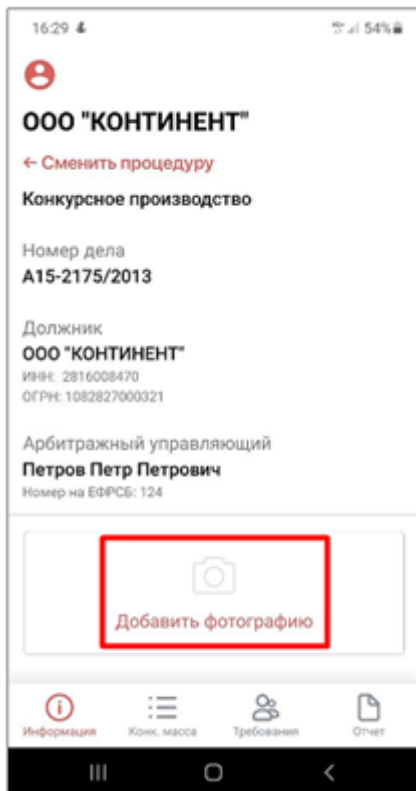 16:29
54%
ООО "КОНТИНЕНТ"
← Сменить процедуру
Конкурсное производство
Номер дела
А15-2175/2013
Должник
ООО "КОНТИНЕНТ"
ИНН: 2816008470
ОГРН: 1082827000321
Арбитражный управляющий
Петров Петр Петрович
Номер на ЕФРСБ: 124
Добавить фотографию
Информация Конк. масса Требования Отчет